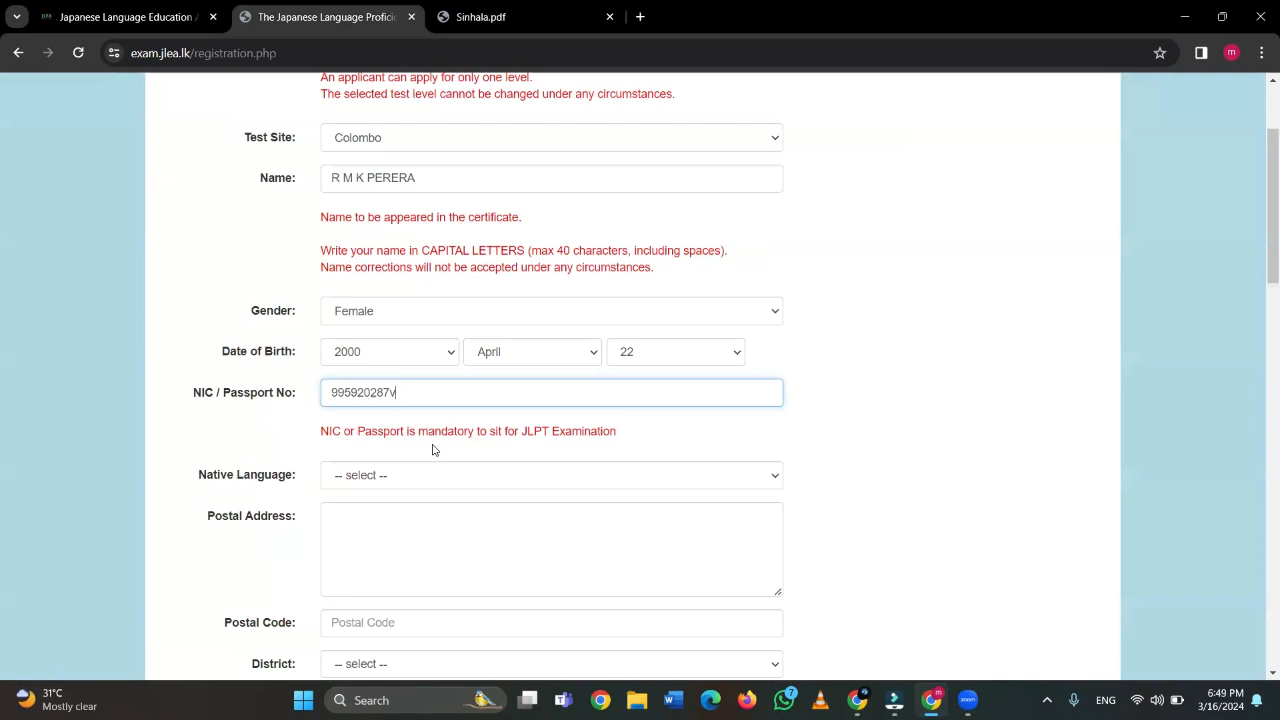 Japanese Language Education A
The Japanese Language Profici
Sinhala.pdf
exam.jlea.lk/registration.php
m
An applicant can apply for only one level.
The selected test level cannot be changed under any circumstances.
Test Site:
Colombo
Name:
R M K PERERA
Name to be appeared in the certificate.
Write your name in CAPITAL LETTERS (max 40 characters, including spaces).
Name corrections will not be accepted under any circumstances.
Gender:
Female
Date of Birth:
2000
April
22
NIC / Passport No:
995920287v
NIC or Passport is mandatory to sit for JLPT Examination
Native Language:
-- select --
Postal Address:
Postal Code:
Postal Code
District:
-- select --
31°C
Mostly clear
Search
7
m
zoom
ENG
6:49 PM
3/16/2024